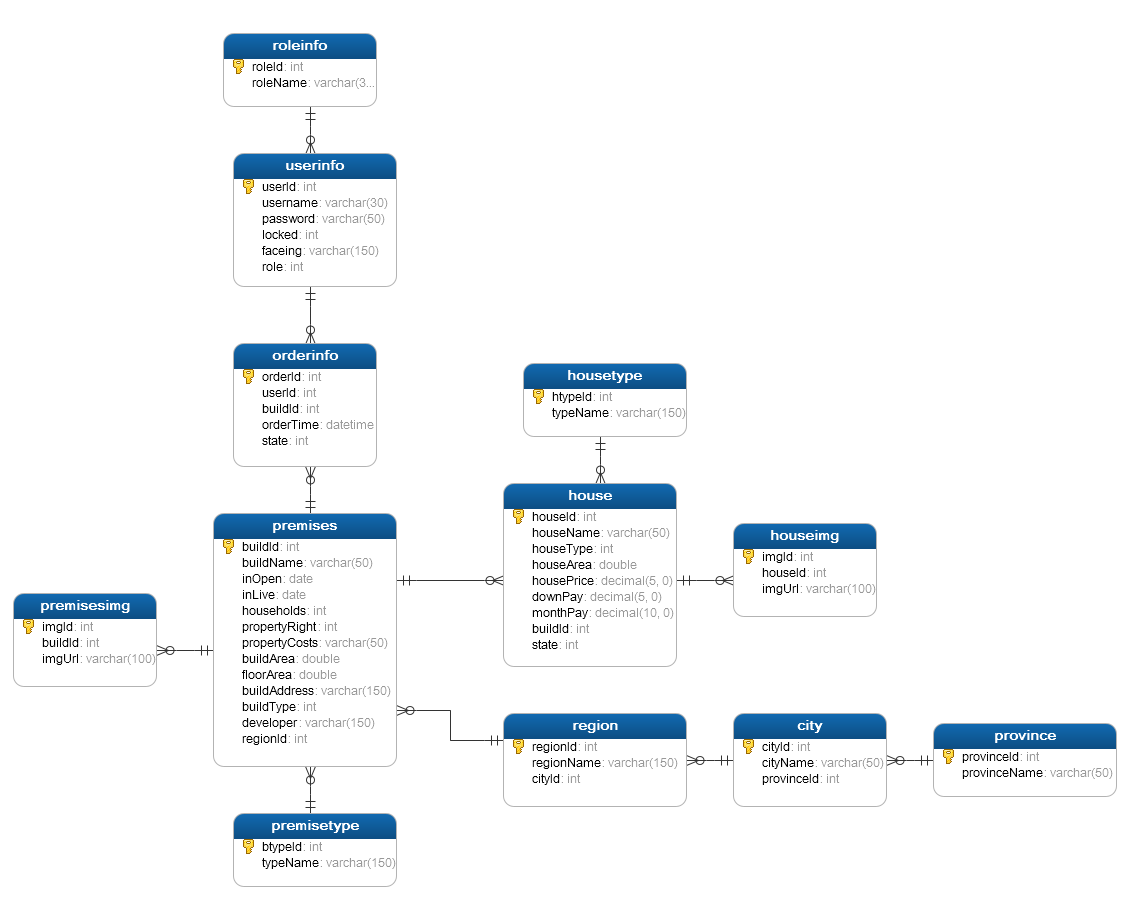 roleinfo
roleId: int
roleName: varchar(3...
userinfo
userId: int
username: varchar(30)
password: varchar(50)
locked: int
faceing: varchar(150)
role: int
orderinfo
orderId: int
userId: int
buildId: int
orderTime: datetime
state: int
housetype
htypeId: int
typeName: varchar(150)
house
houseId: int
houseName: varchar(50)
houseType: int
houseArea: double
housePrice: decimal(5, 0)
downPay: decimal(5, 0)
monthPay: decimal(10, 0)
buildId: int
state: int
houseimg
imgId: int
houseId: int
imgUrl: varchar(100)
premises
buildId: int
buildName: varchar(50)
inOpen: date
inLive: date
households: int
propertyRight: int
propertyCosts: varchar(50)
buildArea: double
floorArea: double
buildAddress: varchar(150)
buildType: int
developer: varchar(150)
regionId: int
premisesimg
imgId: int
buildId: int
imgUrl: varchar(100)
region
regionId: int
regionName: varchar(150)
cityId: int
city
cityId: int
cityName: varchar(50)
provinceId: int
province
provinceId: int
provinceName: varchar(50)
premisetype
btypeId: int
typeName: varchar(150)